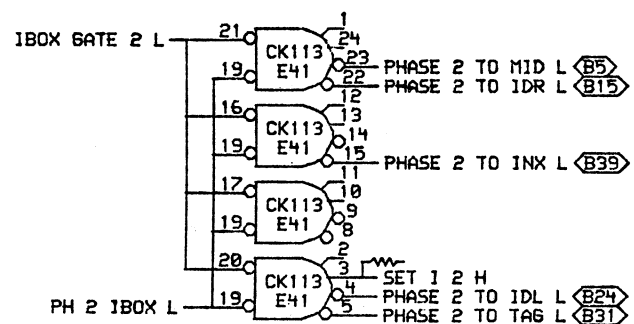 1
21
24
IBOX GATE 2 L
CK113
23
PHASE 2 TO MID L B5
E41
19
22
PHASE 2 TO IDR L B15
12
16
13
CK113
14
E41
19
15
PHASE 2 TO INX L B39
11
17
10
CK113
9
E41
19
8
2
20
3
CK113
SET I 2 H
4
PH 2 IBOX L
19
E41
PHASE 2 TO IDL L B24
5
PHASE 2 TO TAG L B31